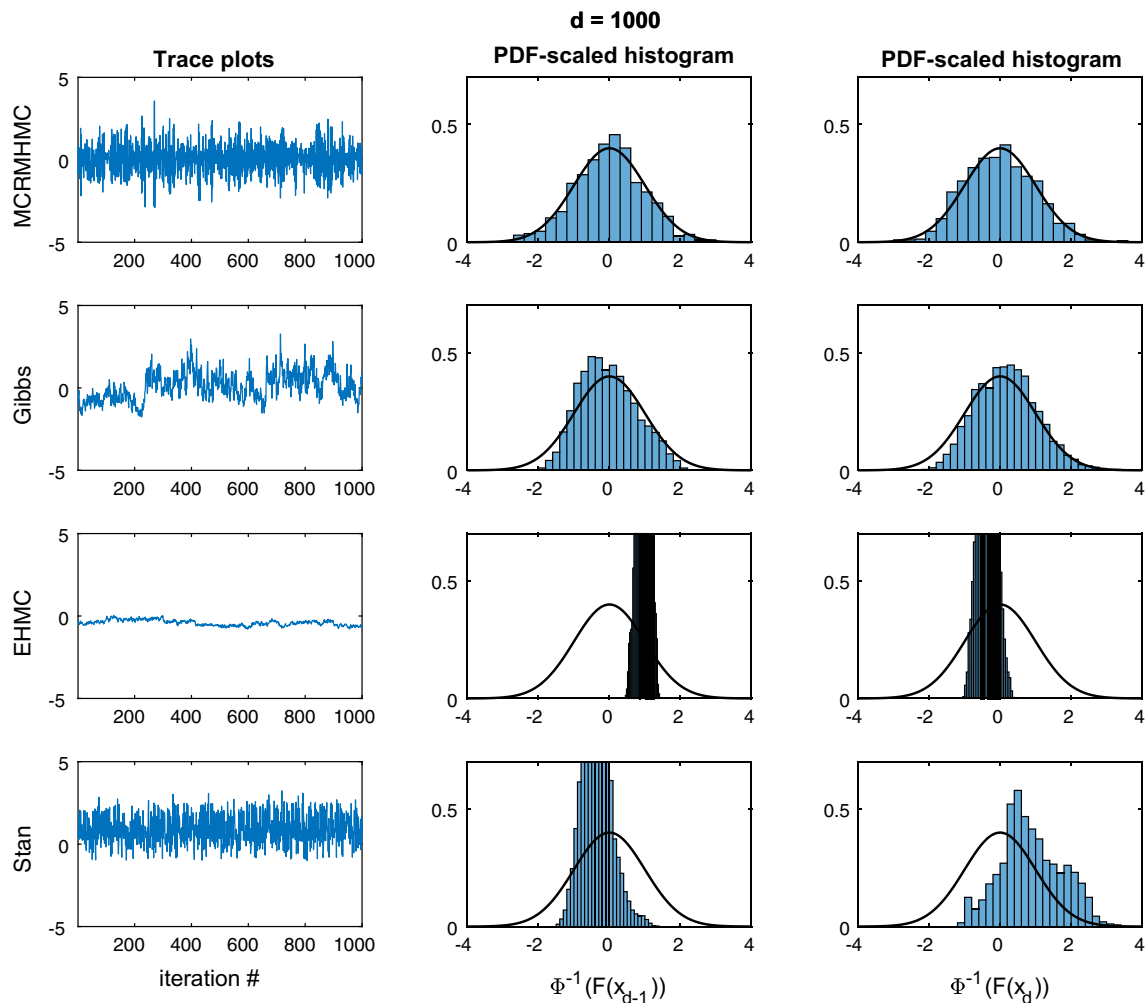 d = 1000
Trace plots
PDF-scaled histogram
PDF-scaled histogram
MCRMHMC
5
0
-5
200 400 600 800 1000
0.5
0
-4 -2 0 2 4
0.5
0
-4 -2 0 2 4
Gibbs
5
0
-5
200 400 600 800 1000
0.5
0
-4 -2 0 2 4
0.5
0
-4 -2 0 2 4
EHMC
5
0
-5
200 400 600 800 1000
0.5
0
-4 -2 0 2 4
0.5
0
-4 -2 0 2 4
Stan
5
0
-5
200 400 600 800 1000
0.5
0
-4 -2 0 2 4
0.5
0
-4 -2 0 2 4
iteration #
Φ⁻¹(F(x_{d-1}))
Φ⁻¹(F(x_d))